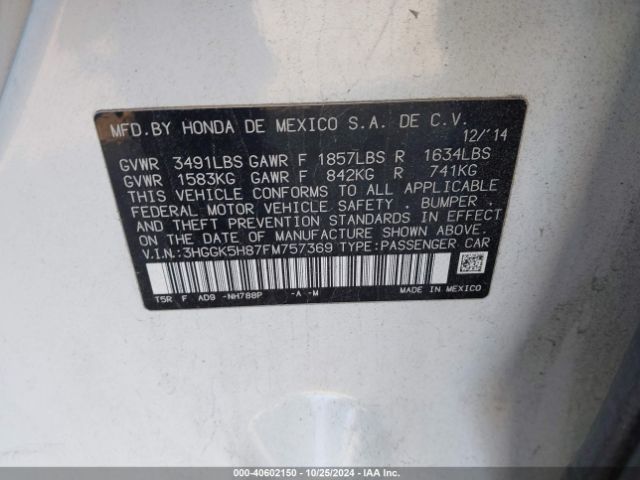 MFD.BY HONDA DE MEXICO S.A. DE C.V.
12/'14
GVWR 3491LBS GAWR F 1857LBS R 1634LBS
GVWR 1583KG GAWR F 842KG R 741KG
THIS VEHICLE CONFORMS TO ALL APPLICABLE
FEDERAL MOTOR VEHICLE SAFETY, BUMPER,
AND THEFT PREVENTION STANDARDS IN EFFECT
ON THE DATE OF MANUFACTURE SHOWN ABOVE.
V.I.N.:3HGGK5H87FM757369 TYPE:PASSENGER CAR
T5R F AD9 -NH788P -A -M MADE IN MEXICO
000-40602150 • 10/25/2024 • IAA Inc.